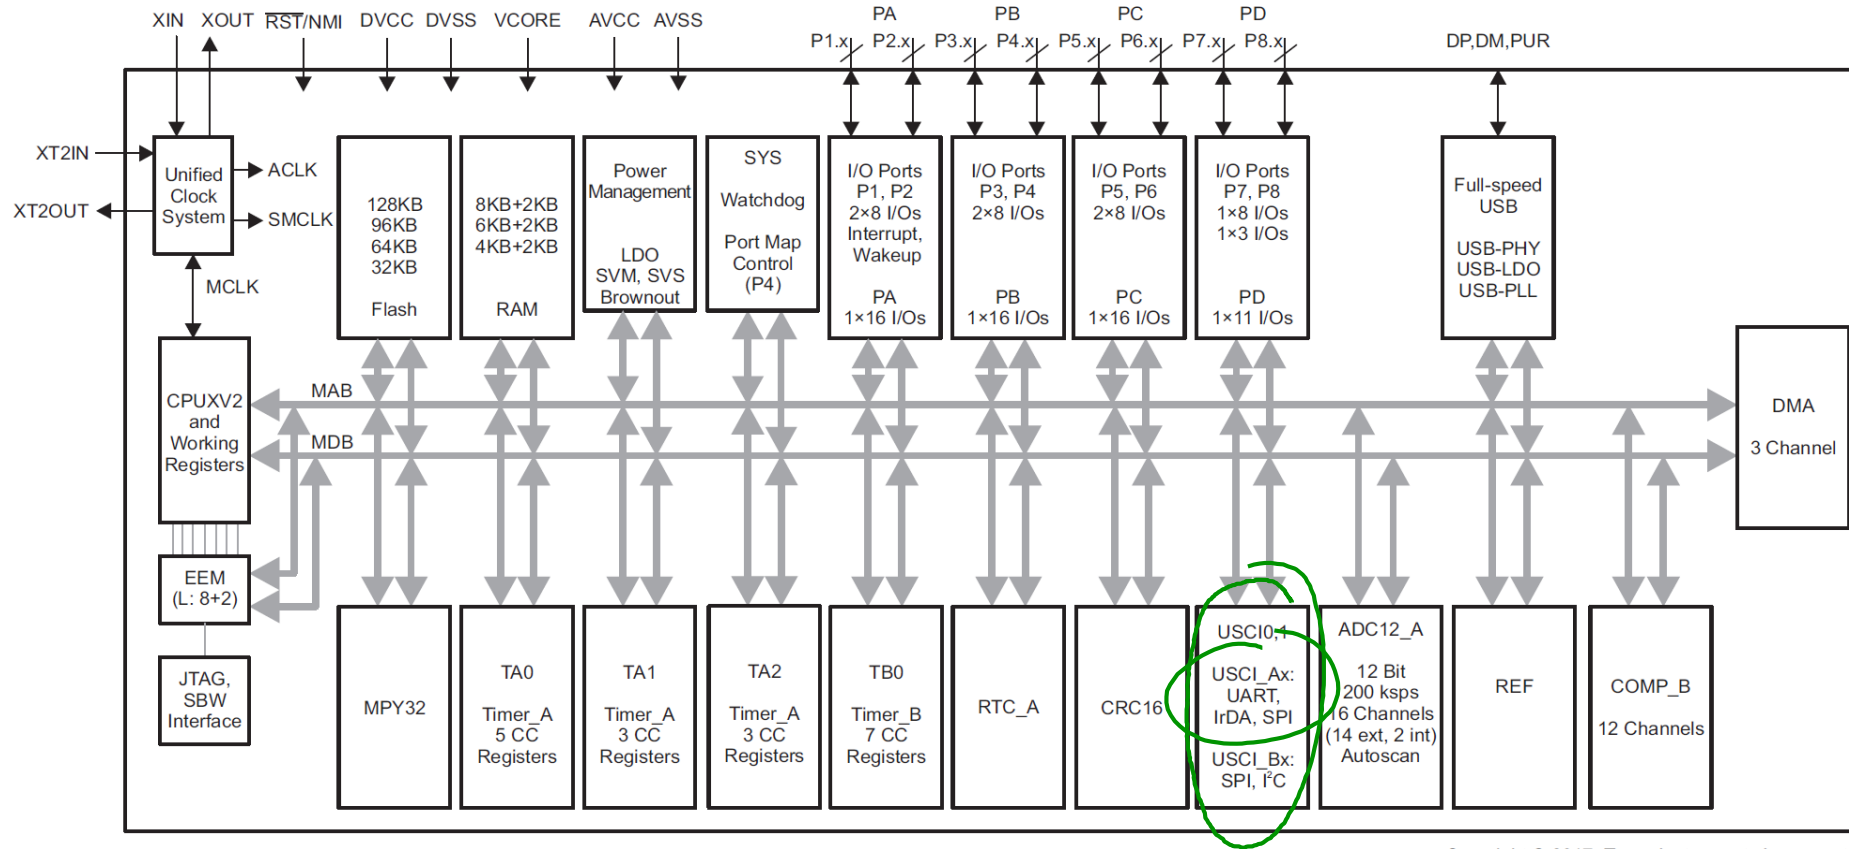 XIN XOUT RST/NMI DVCC DVSS VCORE AVCC AVSS
PA PB PC PD
P1.x P2.x P3.x P4.x P5.x P6.x P7.x P8.x DP,DM,PUR
XT2IN
XT2OUT
Unified
Clock
System
ACLK
SMCLK
MCLK
128KB
96KB
64KB
32KB
Flash
8KB+2KB
6KB+2KB
4KB+2KB
RAM
Power
Management
LDO
SVM, SVS
Brownout
SYS
Watchdog
Port Map
Control
(P4)
I/O Ports
P1, P2
2×8 I/Os
Interrupt,
Wakeup
PA
1×16 I/Os
I/O Ports
P3, P4
2×8 I/Os
PB
1×16 I/Os
I/O Ports
P5, P6
2×8 I/Os
PC
1×16 I/Os
I/O Ports
P7, P8
1×8 I/Os
1×3 I/Os
PD
1×11 I/Os
Full-speed
USB
USB-PHY
USB-LDO
USB-PLL
CPUXV2
and
Working
Registers
MAB
MDB
DMA
3 Channel
EEM
(L: 8+2)
JTAG,
SBW
Interface
MPY32
TA0
Timer_A
5 CC
Registers
TA1
Timer_A
3 CC
Registers
TA2
Timer_A
3 CC
Registers
TB0
Timer_B
7 CC
Registers
RTC_A
CRC16
USCI0,1
USCI_Ax:
UART,
IrDA, SPI
USCI_Bx:
SPI, I²C
ADC12_A
12 Bit
200 ksps
16 Channels
(14 ext, 2 int)
Autoscan
REF
COMP_B
12 Channels